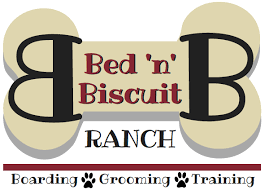 B Bed 'n' B
Biscuit
RANCH
Boarding Grooming Training